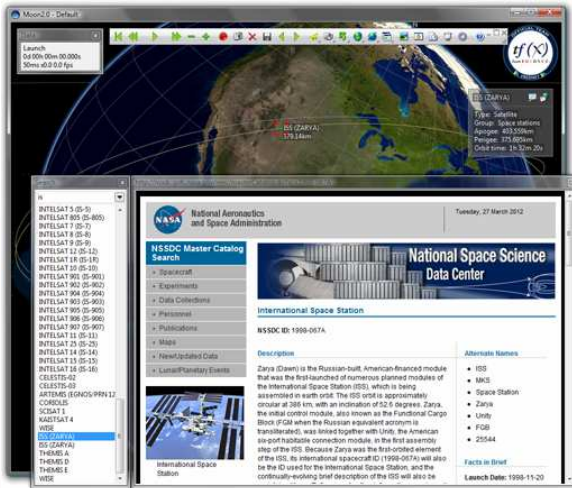 Moon2.0 - Default
Launch
0d 00h 00m 00.000s
50ms x0.0 0.0 fps
OFFICIAL TEAM
f(x)
ISS (ZARYA)
179.14km
ISS (ZARYA)
Type: Satellite
Group: Space stations
Apogee: 403.559km
Perigee: 375.695km
Orbit time: 1h 32m 20s
INTELSAT 5 (IS-5)
INTELSAT 805 (IS-805)
INTELSAT 7 (IS-7)
INTELSAT 8 (IS-8)
INTELSAT 9 (IS-9)
INTELSAT 12 (IS-12)
INTELSAT 1R (IS-1R)
INTELSAT 10 (IS-10)
INTELSAT 901 (IS-901)
INTELSAT 902 (IS-902)
INTELSAT 904 (IS-904)
INTELSAT 903 (IS-903)
INTELSAT 905 (IS-905)
INTELSAT 906 (IS-906)
INTELSAT 907 (IS-907)
INTELSAT 11 (IS-11)
INTELSAT 25 (IS-25)
INTELSAT 14 (IS-14)
INTELSAT 15 (IS-15)
INTELSAT 18 (IS-16)
CELESTIS-02
CELESTIS-03
ARTEMIS (EGNOS/PRN 12
CORIOLIS
SCISAT 1
KAISTSAT 4
WISE
ISS (ZARYA)
ISS (ZARYA)
THEMIS A
THEMIS D
THEMIS E
WISE
NASA
National Aeronautics
and Space Administration
Tuesday, 27 March 2012
NSSDC Master Catalog
Search
Spacecraft
Experiments
Data Collections
Personnel
Publications
Maps
New/Updated Data
Lunar/Planetary Events
International Space
Station
National Space Science
Data Center
International Space Station
NSSDC ID: 1998-067A
Description
Zarya (Dawn) is the Russian-built, American-financed module
that was the first-launched of numerous planned modules of
the International Space Station (ISS), which is being
assembled in earth orbit. The ISS orbit is approximately
circular at 386 km, with an inclination of 52.6 degrees. Zarya,
the initial control module, also known as the Functional Cargo
Block (FGM when the Russian equivalent acronym is
transliterated), was linked together with Unity, the American
six-port habitable connection module, in the first assembly
step of the ISS. Because Zarya was the first-orbited element
of the ISS, its international spacecraft ID (1998-067A) will also
be the ID used for the International Space Station, and the
continually-evolving brief description of the ISS will also be
Alternate Names
ISS
MKS
Space Station
Zarya
Unity
FGB
25544
Facts in Brief
Launch Date: 1998-11-20